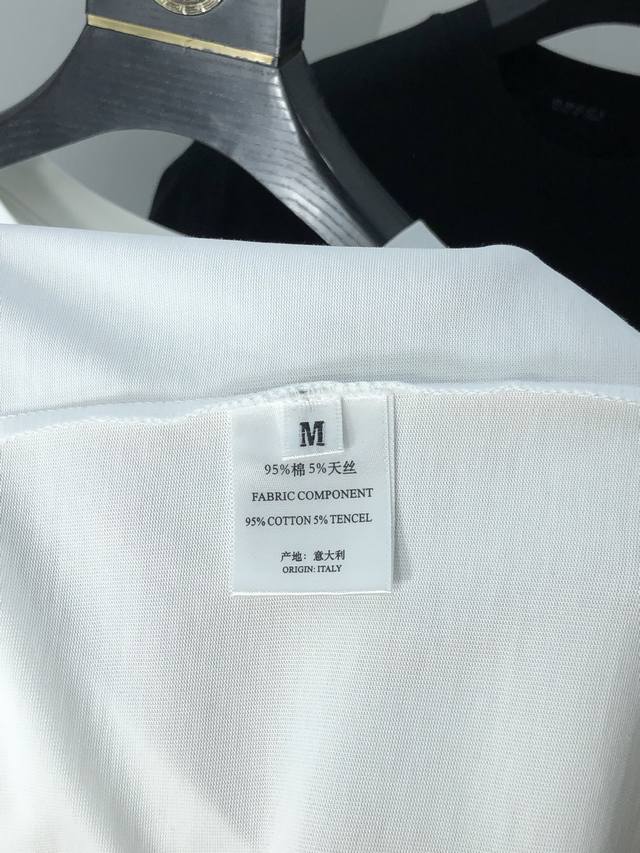 M
95%棉 5%天丝
FABRIC COMPONENT
95% COTTON 5% TENCEL
产地：意大利
ORIGIN: ITALY